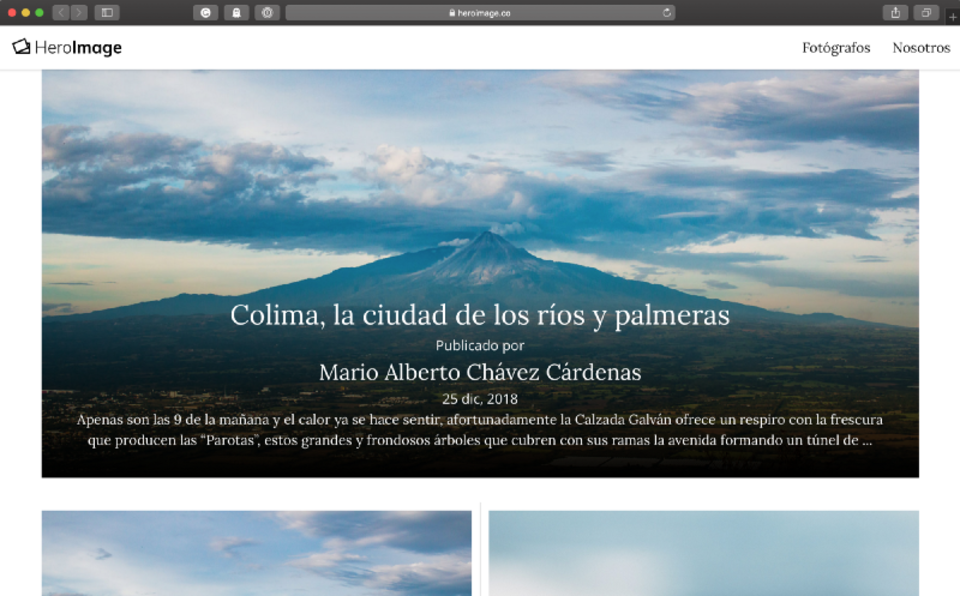 heroimage.co
HeroImage
Fotógrafos Nosotros
Colima, la ciudad de los ríos y palmeras
Publicado por
Mario Alberto Chávez Cárdenas
25 dic, 2018
Apenas son las 9 de la mañana y el calor ya se hace sentir, afortunadamente la Calzada Galván ofrece un respiro con la frescura
que producen las "Parotas", estos grandes y frondosos árboles que cubren con sus ramas la avenida formando un túnel de ...